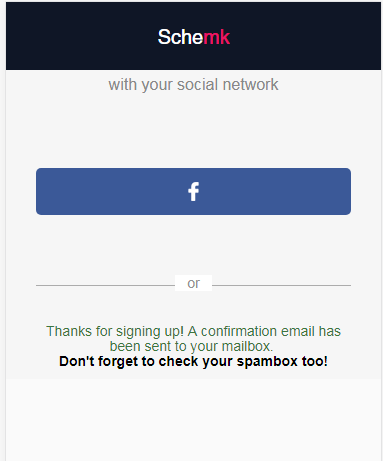 Schemk
with your social network
f
or
Thanks for signing up! A confirmation email has
been sent to your mailbox.
Don't forget to check your spambox too!